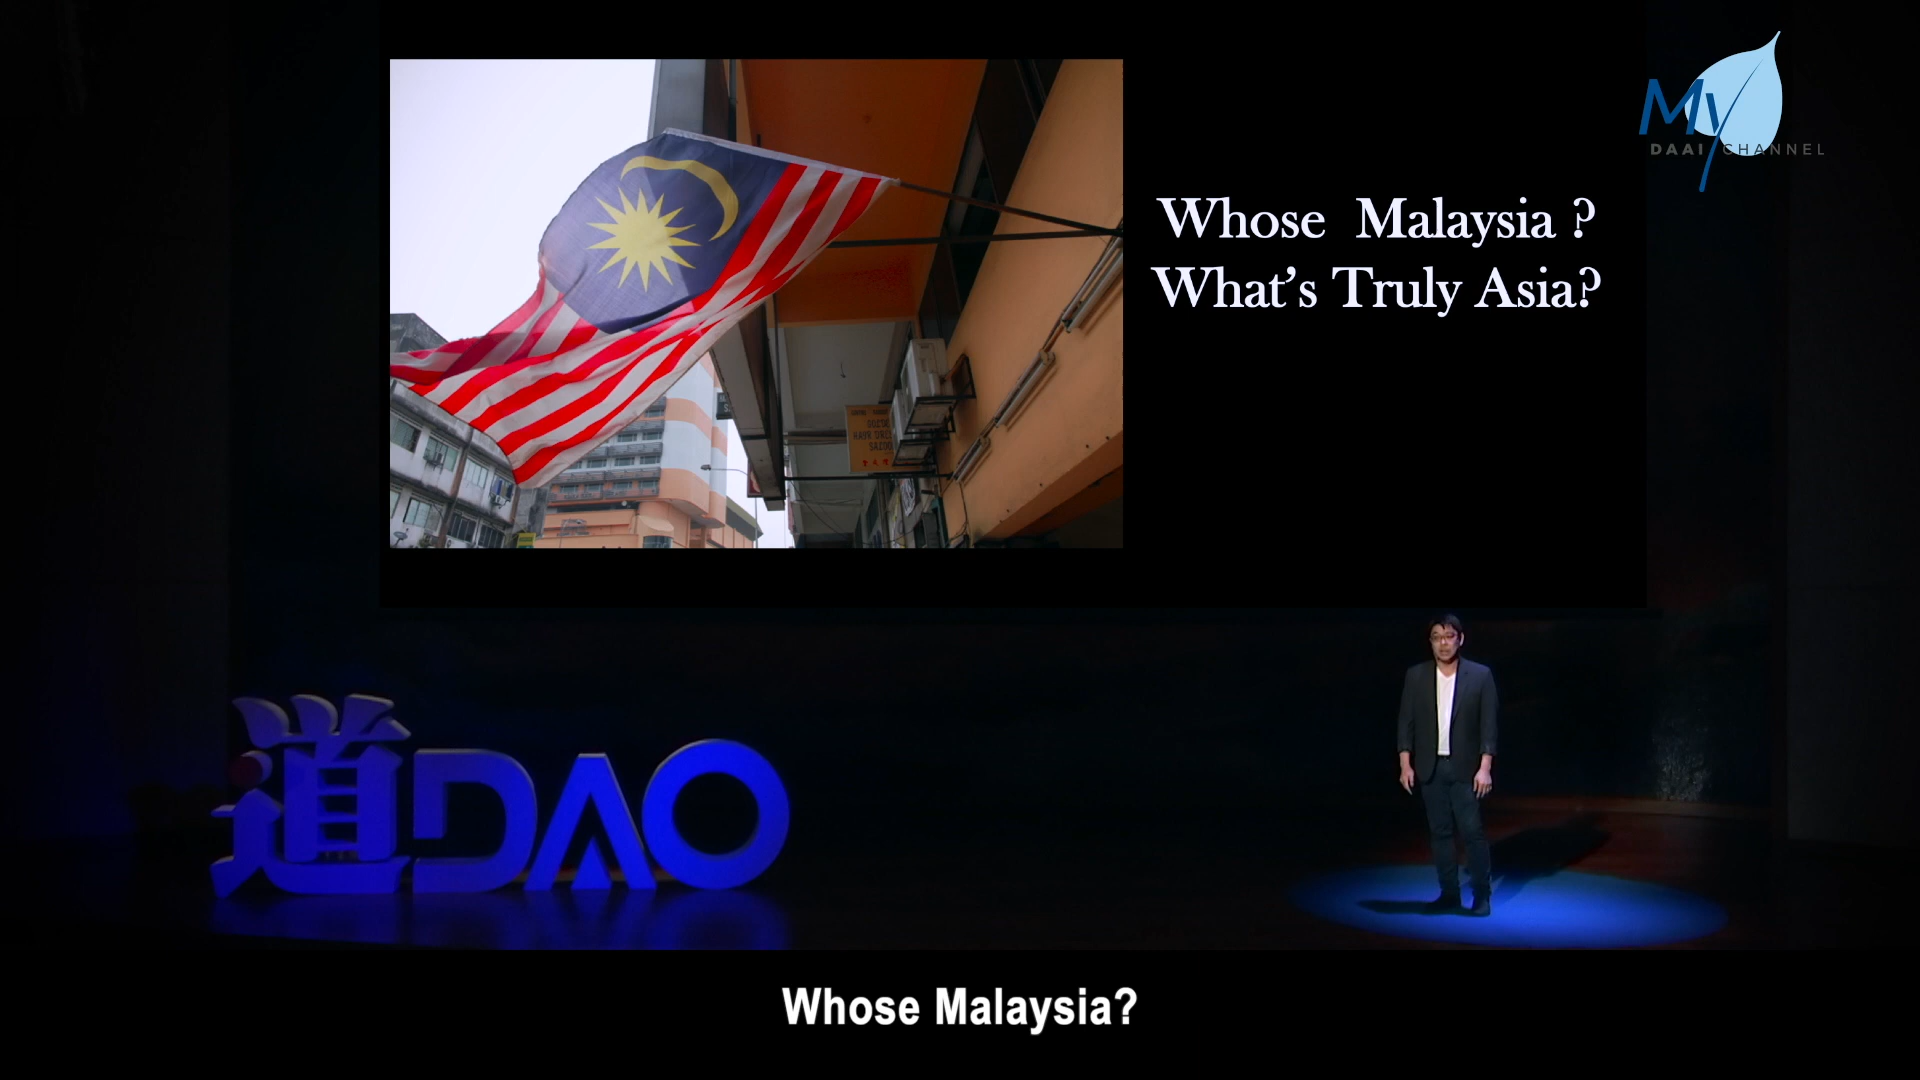 My
DAAI CHANNEL
Whose Malaysia ?
What's Truly Asia?
道DAO
Whose Malaysia?